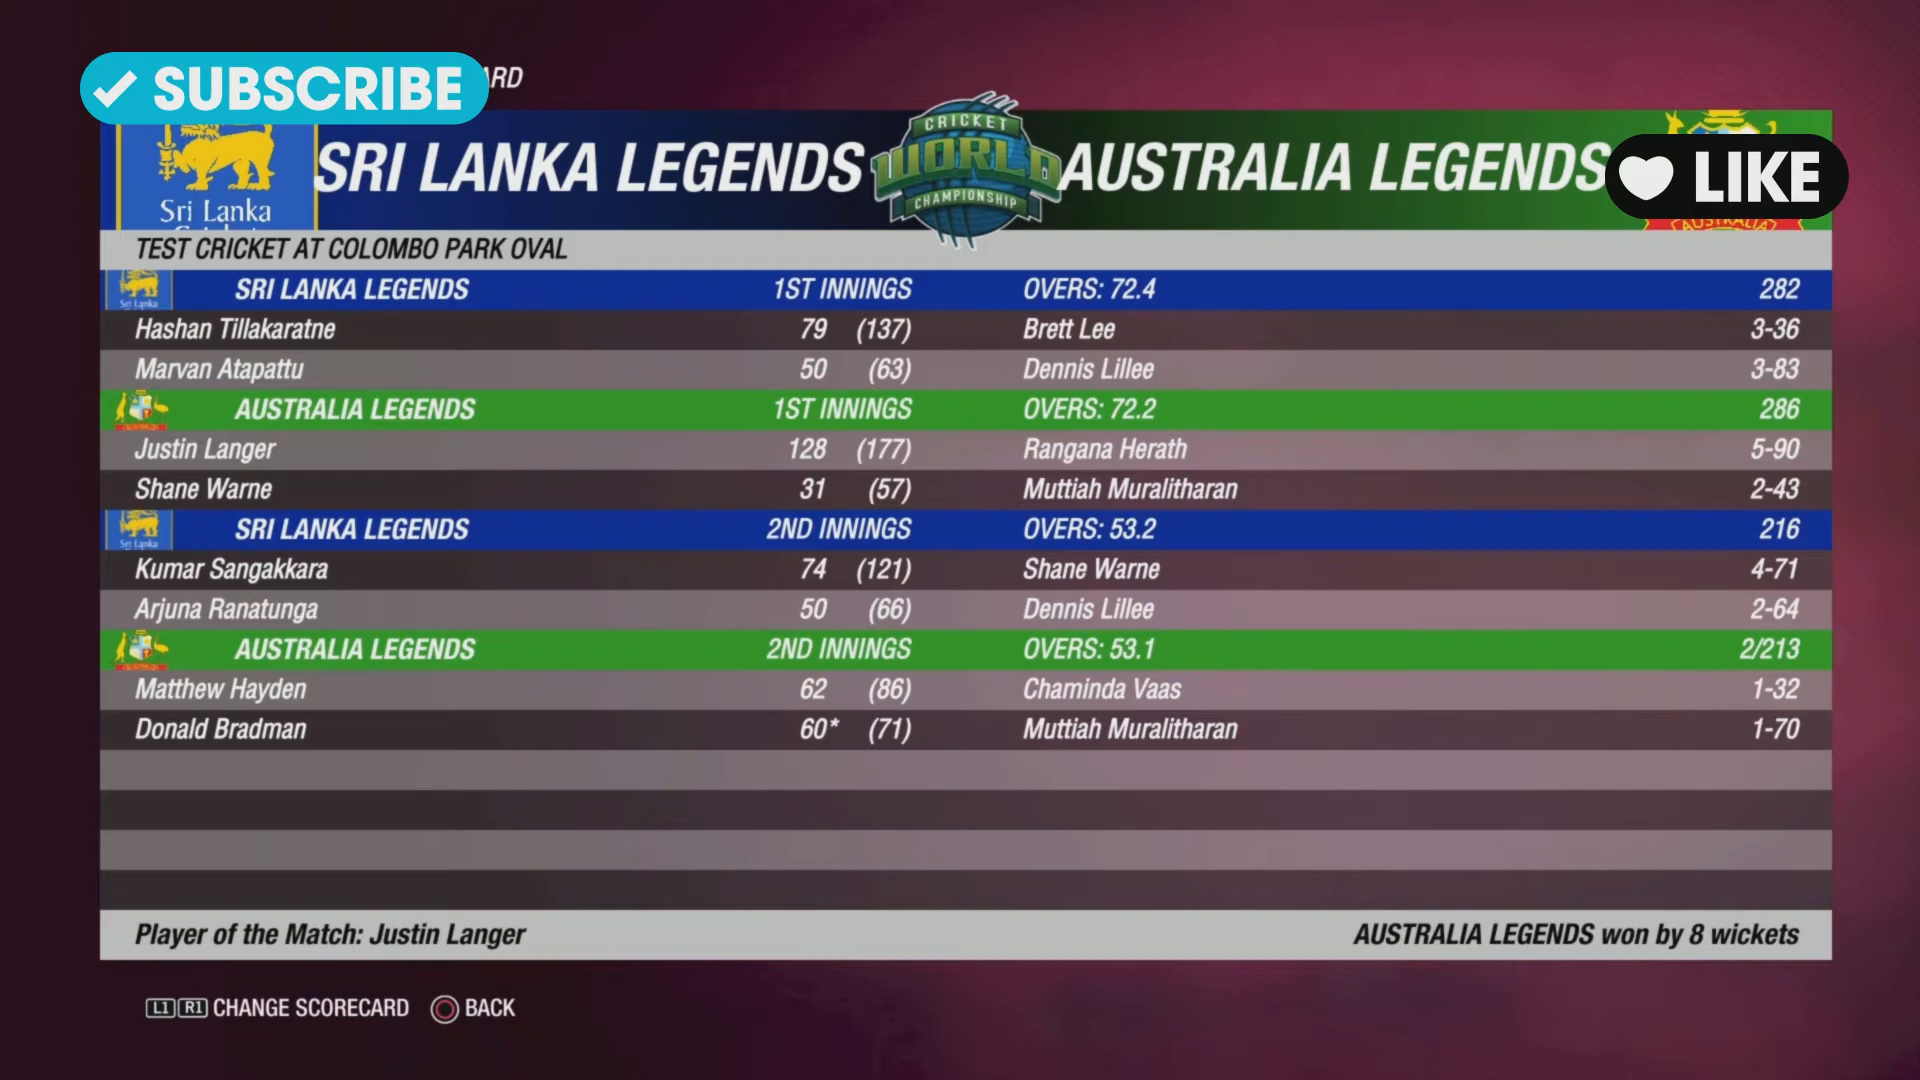 SUBSCRIBE
LIKE
SRI LANKA LEGENDS
CRICKET
WORLD
CHAMPIONSHIP
AUSTRALIA LEGENDS
Sri Lanka
AUSTRALIA
TEST CRICKET AT COLOMBO PARK OVAL
Sri Lanka SRI LANKA LEGENDS 1ST INNINGS OVERS: 72.4 282
Hashan Tillakaratne 79 (137) Brett Lee 3-36
Marvan Atapattu 50 (63) Dennis Lillee 3-83
AUSTRALIA LEGENDS 1ST INNINGS OVERS: 72.2 286
Justin Langer 128 (177) Rangana Herath 5-90
Shane Warne 31 (57) Muttiah Muralitharan 2-43
Sri Lanka SRI LANKA LEGENDS 2ND INNINGS OVERS: 53.2 216
Kumar Sangakkara 74 (121) Shane Warne 4-71
Arjuna Ranatunga 50 (66) Dennis Lillee 2-64
AUSTRALIA LEGENDS 2ND INNINGS OVERS: 53.1 2/213
Matthew Hayden 62 (86) Chaminda Vaas 1-32
Donald Bradman 60* (71) Muttiah Muralitharan 1-70
Player of the Match: Justin Langer AUSTRALIA LEGENDS won by 8 wickets
L1 R1 CHANGE SCORECARD BACK